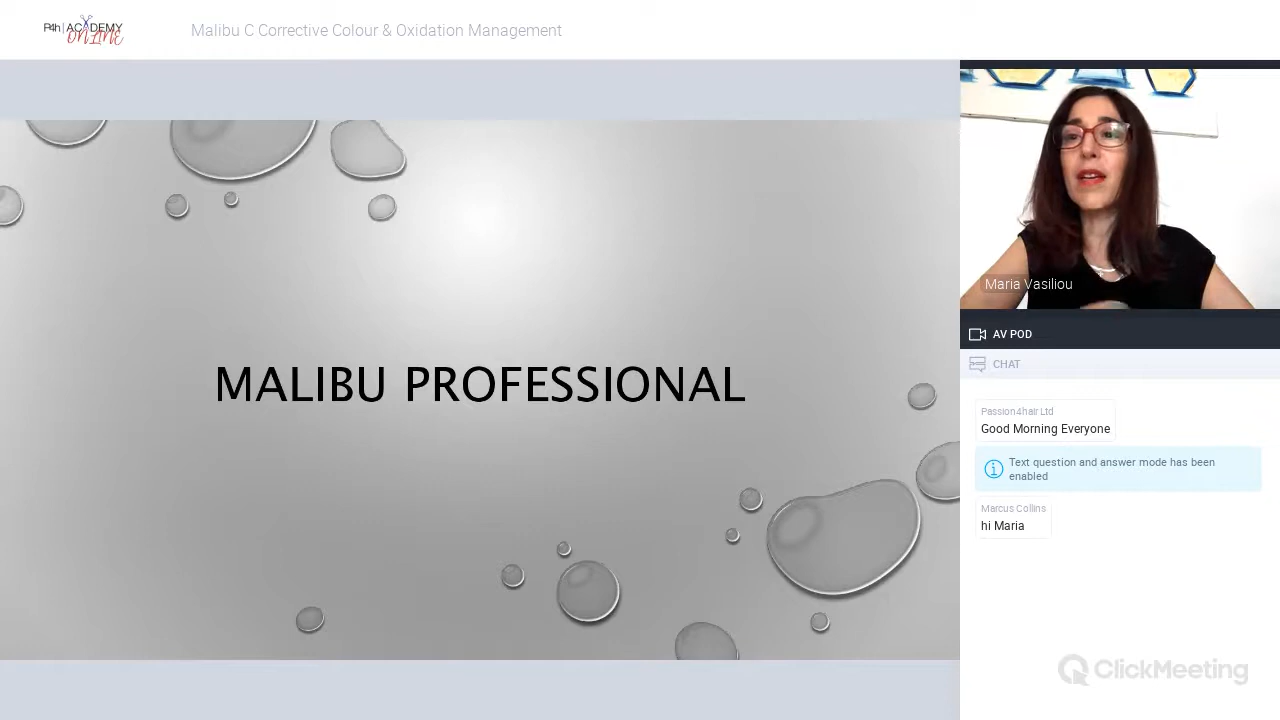 P4h | ACADEMY
ONLINE
Malibu C Corrective Colour & Oxidation Management
MALIBU PROFESSIONAL
Maria Vasiliou
AV POD
CHAT
Passion4hair Ltd
Good Morning Everyone
Text question and answer mode has been
enabled
Marcus Collins
hi Maria
ClickMeeting